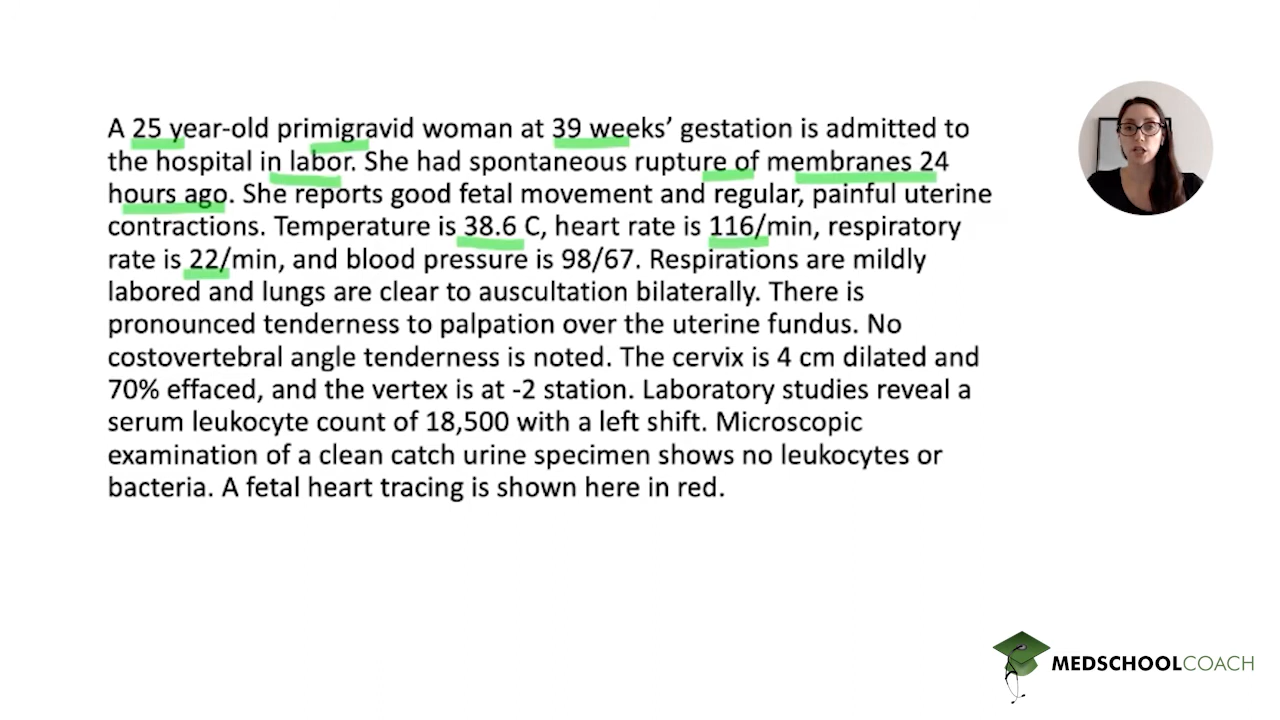 A 25 year-old primigravid woman at 39 weeks’ gestation is admitted to
the hospital in labor. She had spontaneous rupture of membranes 24
hours ago. She reports good fetal movement and regular, painful uterine
contractions. Temperature is 38.6 C, heart rate is 116/min, respiratory
rate is 22/min, and blood pressure is 98/67. Respirations are mildly
labored and lungs are clear to auscultation bilaterally. There is
pronounced tenderness to palpation over the uterine fundus. No
costovertebral angle tenderness is noted. The cervix is 4 cm dilated and
70% effaced, and the vertex is at -2 station. Laboratory studies reveal a
serum leukocyte count of 18,500 with a left shift. Microscopic
examination of a clean catch urine specimen shows no leukocytes or
bacteria. A fetal heart tracing is shown here in red.
MEDSCHOOLCOACH